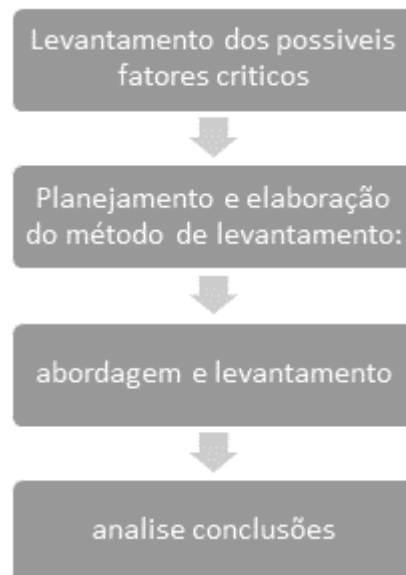 Levantamento dos possiveis
fatores criticos
Planejamento e elaboração
do método de levantamento:
abordagem e levantamento
analise conclusões